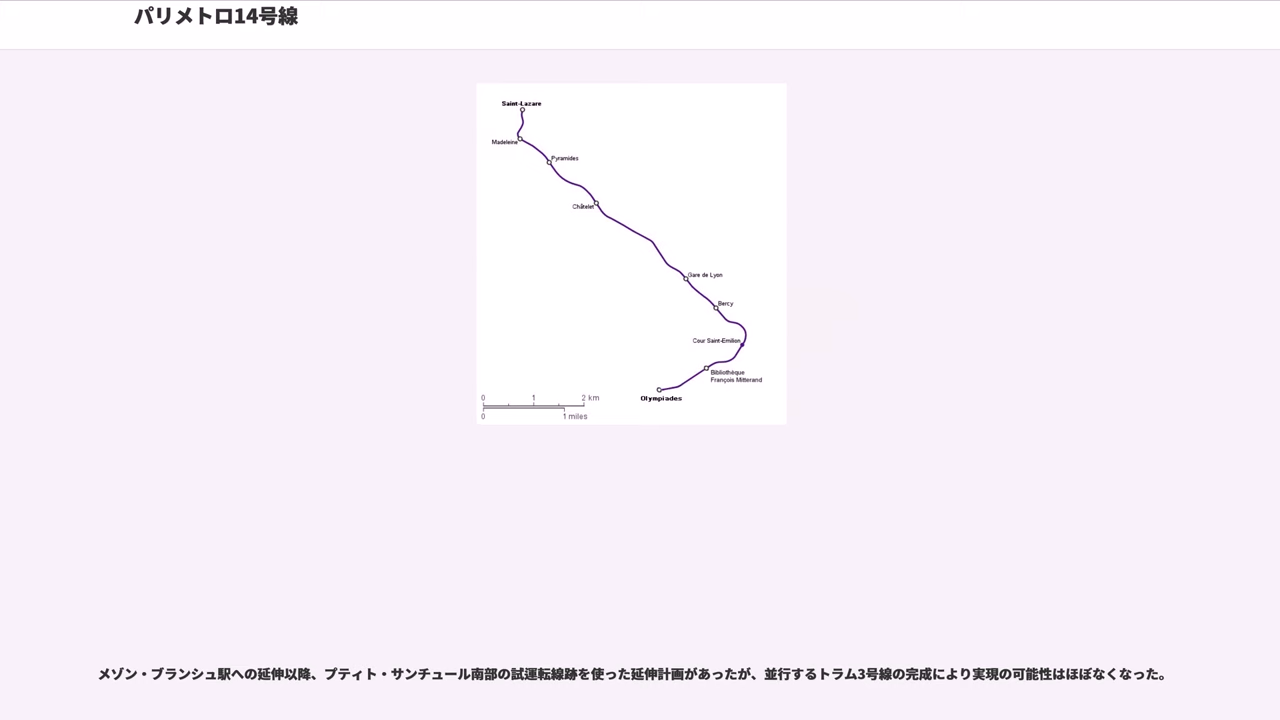 パリメトロ14号線
Saint-Lazare
Madeleine
Pyramides
Châtelet
Gare de Lyon
Bercy
Cour Saint-Emilion
Bibliothèque
François Mitterand
Olympiades
0 1 2 km
0 1 miles
メゾン・ブランシュ駅への延伸以降、プティト・サンチュール南部の試運転線跡を使った延伸計画があったが、並行するトラム3号線の完成により実現の可能性はほぼなくなった。